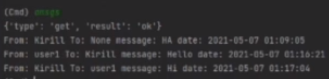 (Cmd) amsgs
{'type': 'get', 'result': 'ok'}
From: Kirill To: None message: HA date: 2021-05-07 01:09:05
From: user1 To: Kirill message: Hello date: 2021-05-07 01:16:21
From: Kirill To: user1 message: Hi date: 2021-05-07 01:17:04